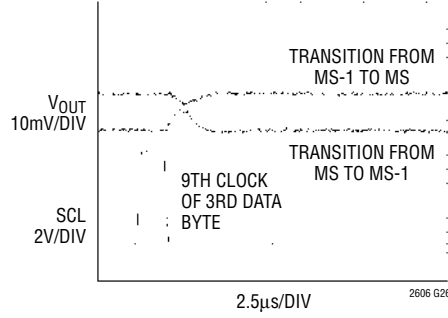 TRANSITION FROM
MS-1 TO MS
VOUT
10mV/DIV
TRANSITION FROM
MS TO MS-1
9TH CLOCK
OF 3RD DATA
BYTE
SCL
2V/DIV
2.5µs/DIV
2606 G26